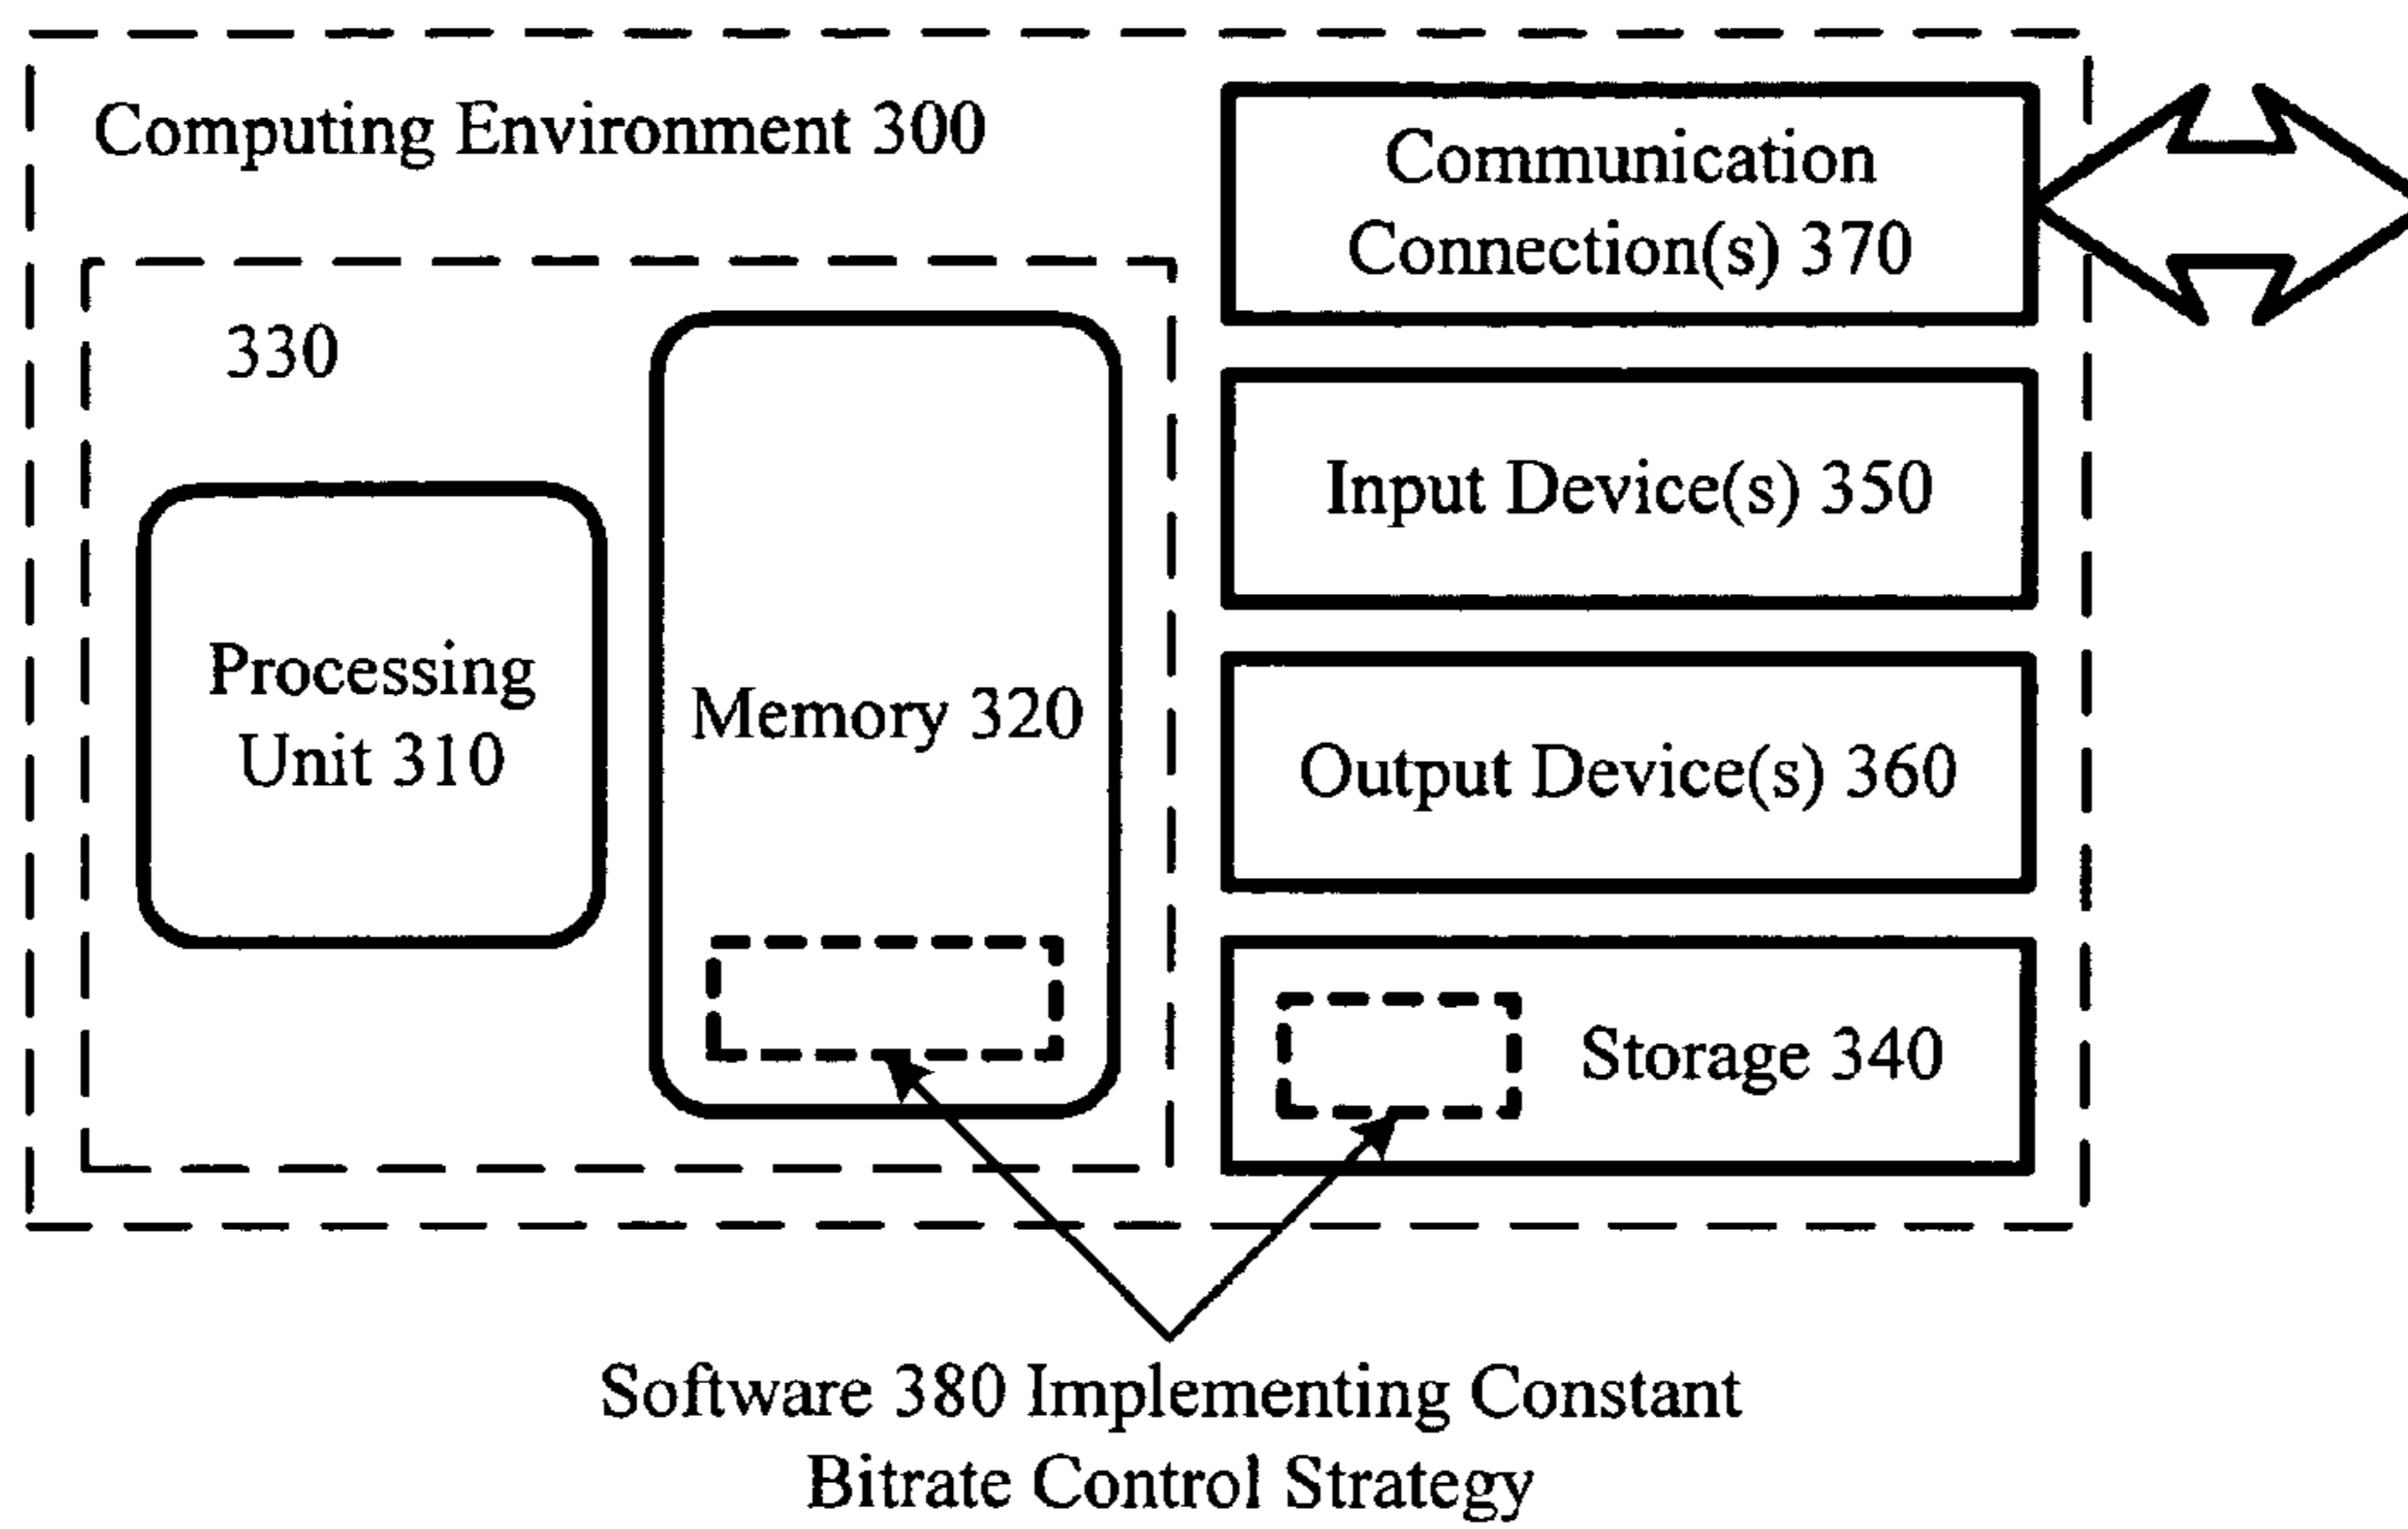 Computing Environment 300
330
Processing
Unit 310
Memory 320
Communication
Connection(s) 370
Input Device(s) 350
Output Device(s) 360
Storage 340
Software 380 Implementing Constant
Bitrate Control Strategy